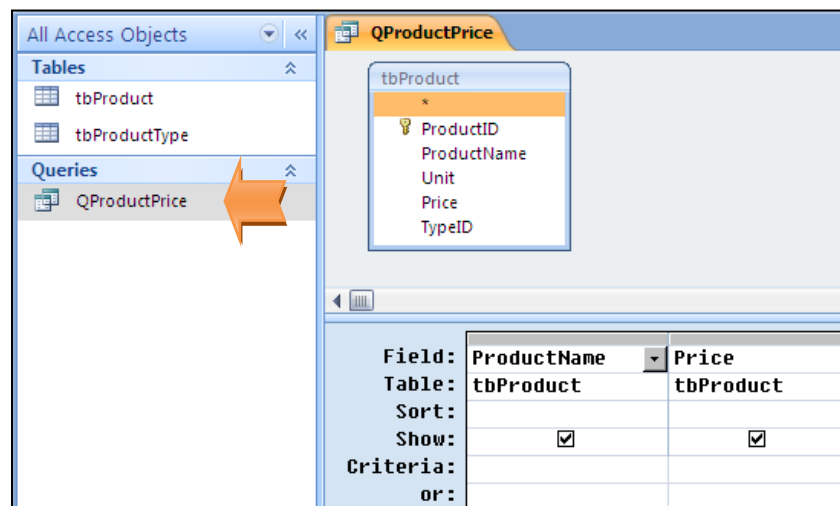 All Access Objects
Tables
tbProduct
tbProductType
Queries
QProductPrice
QProductPrice
tbProduct
*
ProductID
ProductName
Unit
Price
TypeID
Field: ProductName Price
Table: tbProduct tbProduct
Sort:
Show:
Criteria:
or: